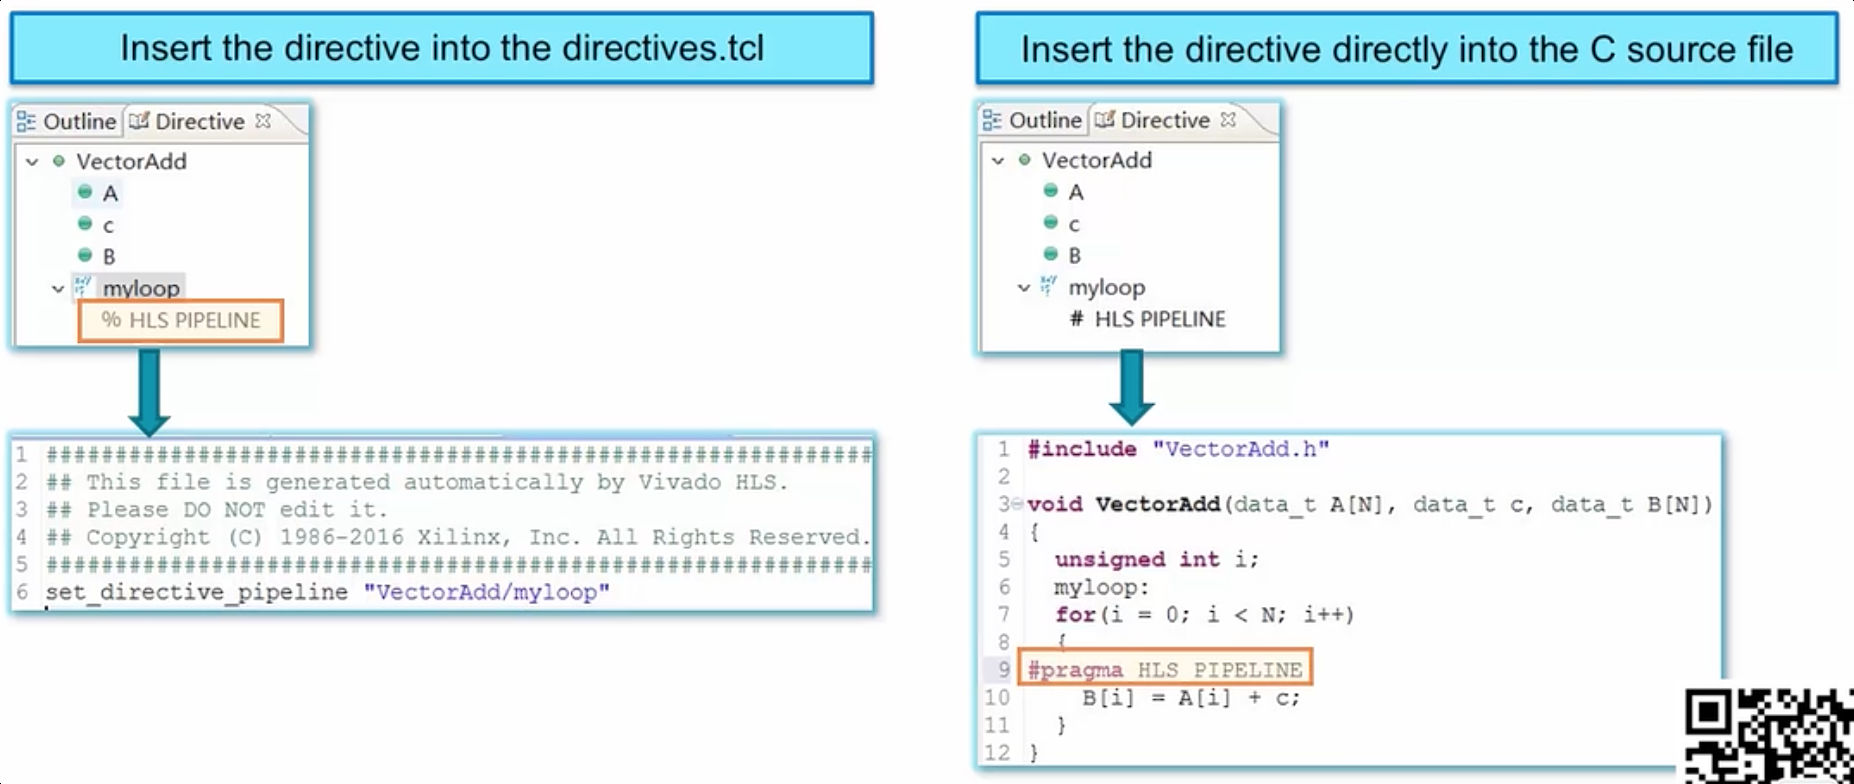 Insert the directive into the directives.tcl
Outline Directive
VectorAdd
A
c
B
myloop
% HLS PIPELINE
1 ##############################################################
2 ## This file is generated automatically by Vivado HLS.
3 ## Please DO NOT edit it.
4 ## Copyright (C) 1986-2016 Xilinx, Inc. All Rights Reserved.
5 ##############################################################
6 set_directive_pipeline "VectorAdd/myloop"
Insert the directive directly into the C source file
Outline Directive
VectorAdd
A
c
B
myloop
# HLS PIPELINE
1 #include "VectorAdd.h"
2
3 void VectorAdd(data_t A[N], data_t c, data_t B[N])
4 {
5 unsigned int i;
6 myloop:
7 for(i = 0; i < N; i++)
8 {
9 #pragma HLS PIPELINE
10 B[i] = A[i] + c;
11 }
12 }